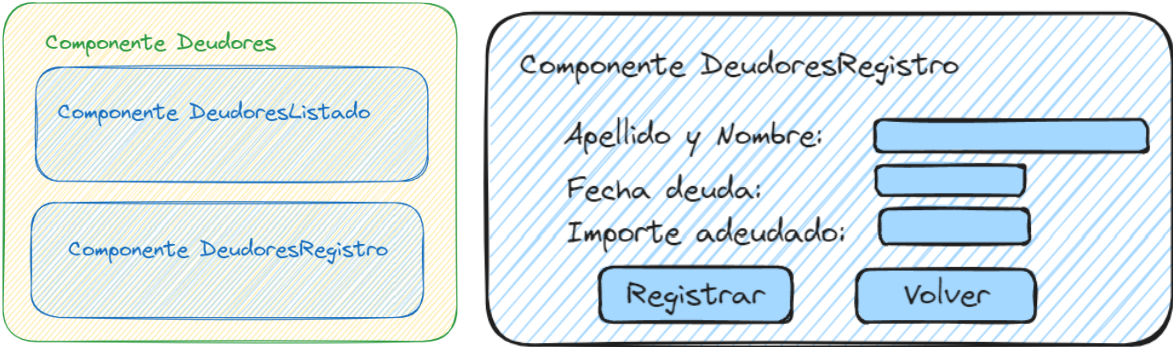 Componente Deudores
Componente DeudoresListado
Componente DeudoresRegistro
Componente DeudoresRegistro
Apellido y Nombre:
Fecha deuda:
Importe adeudado:
Registrar
Volver